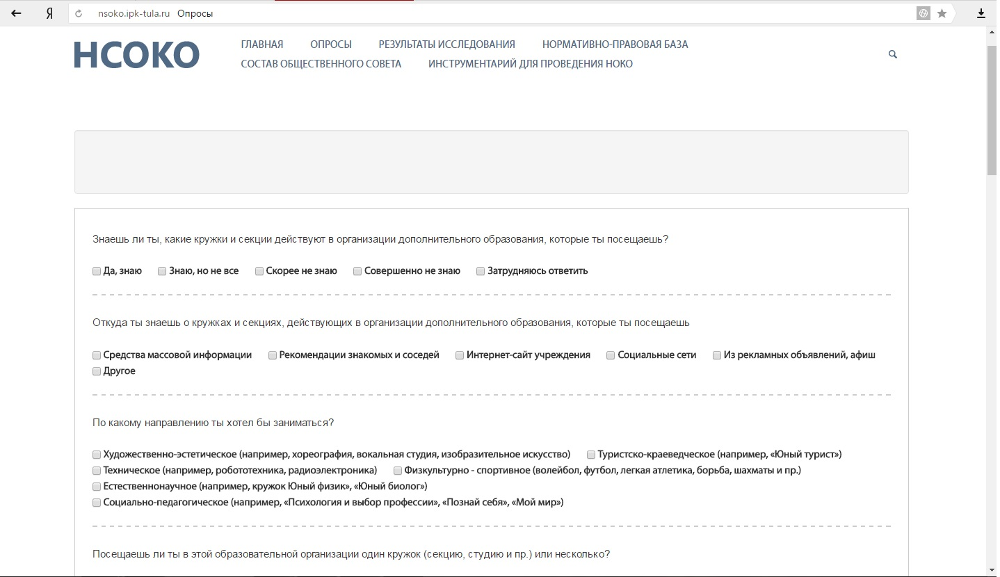 Я nsoko.ipk-tula.ru Опросы
НСОКО
ГЛАВНАЯ ОПРОСЫ РЕЗУЛЬТАТЫ ИССЛЕДОВАНИЯ НОРМАТИВНО-ПРАВОВАЯ БАЗА
СОСТАВ ОБЩЕСТВЕННОГО СОВЕТА ИНСТРУМЕНТАРИЙ ДЛЯ ПРОВЕДЕНИЯ НОКО
Знаешь ли ты, какие кружки и секции действуют в организации дополнительного образования, которые ты посещаешь?
Да, знаю Знаю, но не все Скорее не знаю Совершенно не знаю Затрудняюсь ответить
Откуда ты знаешь о кружках и секциях, действующих в организации дополнительного образования, которые ты посещаешь
Средства массовой информации Рекомендации знакомых и соседей Интернет-сайт учреждения Социальные сети Из рекламных объявлений, афиш
Другое
По какому направлению ты хотел бы заниматься?
Художественно-эстетическое (например, хореография, вокальная студия, изобразительное искусство) Туристско-краеведческое (например, «Юный турист»)
Техническое (например, робототехника, радиоэлектроника) Физкультурно - спортивное (волейбол, футбол, легкая атлетика, борьба, шахматы и пр.)
Естественнонаучное (например, кружок Юный физик», «Юный биолог»)
Социально-педагогическое (например, «Психология и выбор профессии», «Познай себя», «Мой мир»)
Посещаешь ли ты в этой образовательной организации один кружок (секцию, студию и пр.) или несколько?